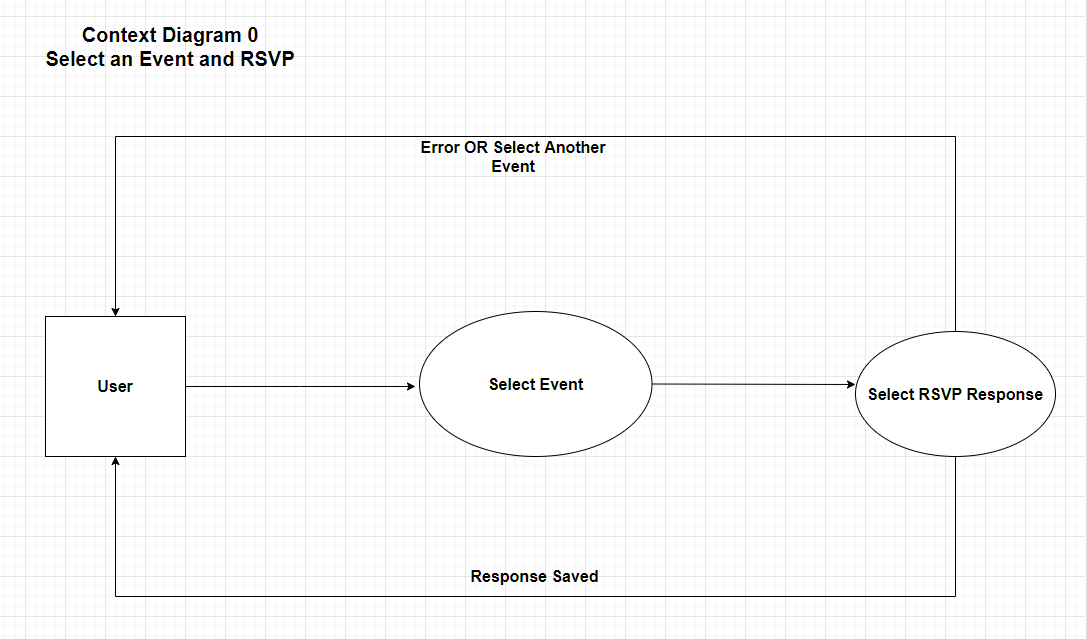 Context Diagram 0
Select an Event and RSVP
Error OR Select Another
Event
User
Select Event
Select RSVP Response
Response Saved